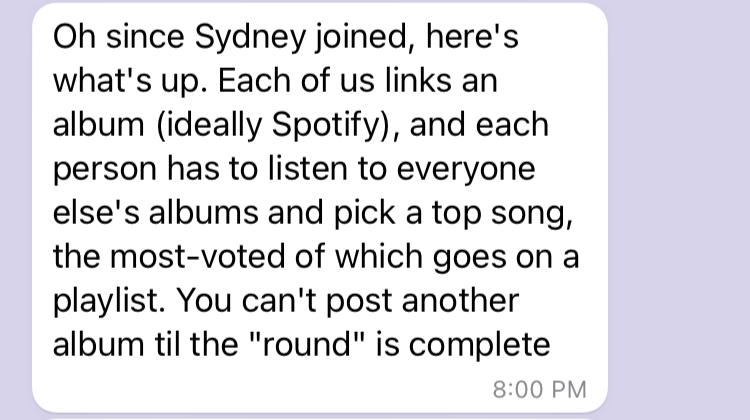 Oh since Sydney joined, here's
what's up. Each of us links an
album (ideally Spotify), and each
person has to listen to everyone
else's albums and pick a top song,
the most-voted of which goes on a
playlist. You can't post another
album til the "round" is complete
8:00 PM